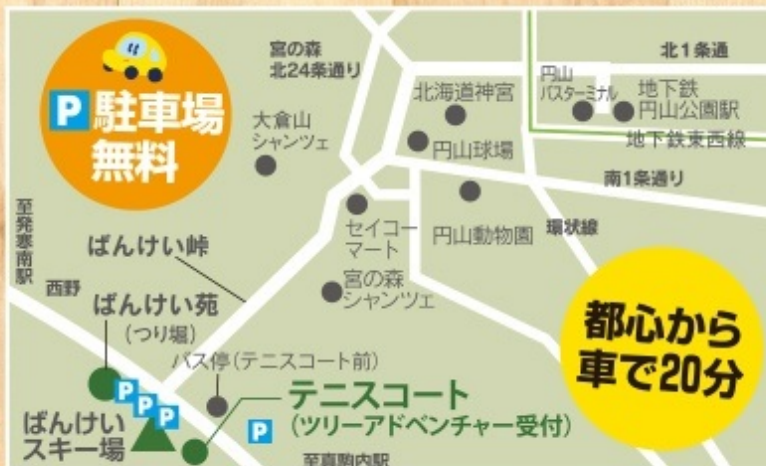 P 駐車場
無料
宮の森
北24条通り
北1条通
北海道神宮
円山
バスターミナル
地下鉄
円山公園駅
大倉山
シャンツェ
円山球場
地下鉄東西線
南1条通り
至発寒南駅
ばんけい峠
セイコー
マート
円山動物園
環状線
西野
宮の森
シャンツェ
ばんけい苑
(つり堀)
都心から
車で20分
バス停(テニスコート前)
P
P
P
テニスコート
(ツリーアドベンチャー受付)
P
ばんけい
スキー場
至真駒内駅